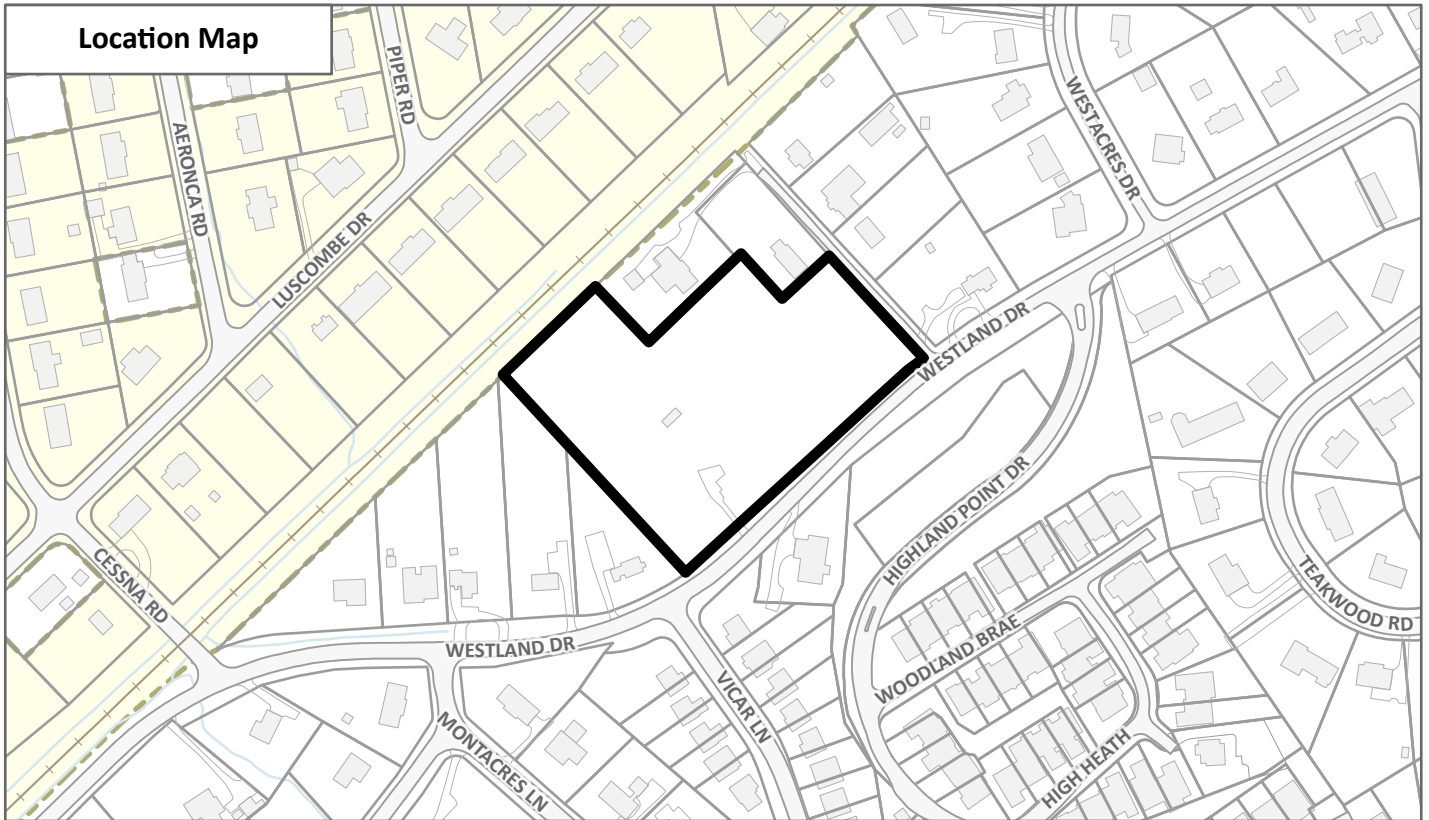 Location Map
PIPER RD
AERONCA RD
WESTACRES DR
LUSCOMBE DR
WESTLAND DR
HIGHLAND POINT DR
CESSNA RD
TEAKWOOD RD
WOODLAND BRAE
WESTLAND DR
VICAR LN
MONTACRES LN
HIGH HEATH